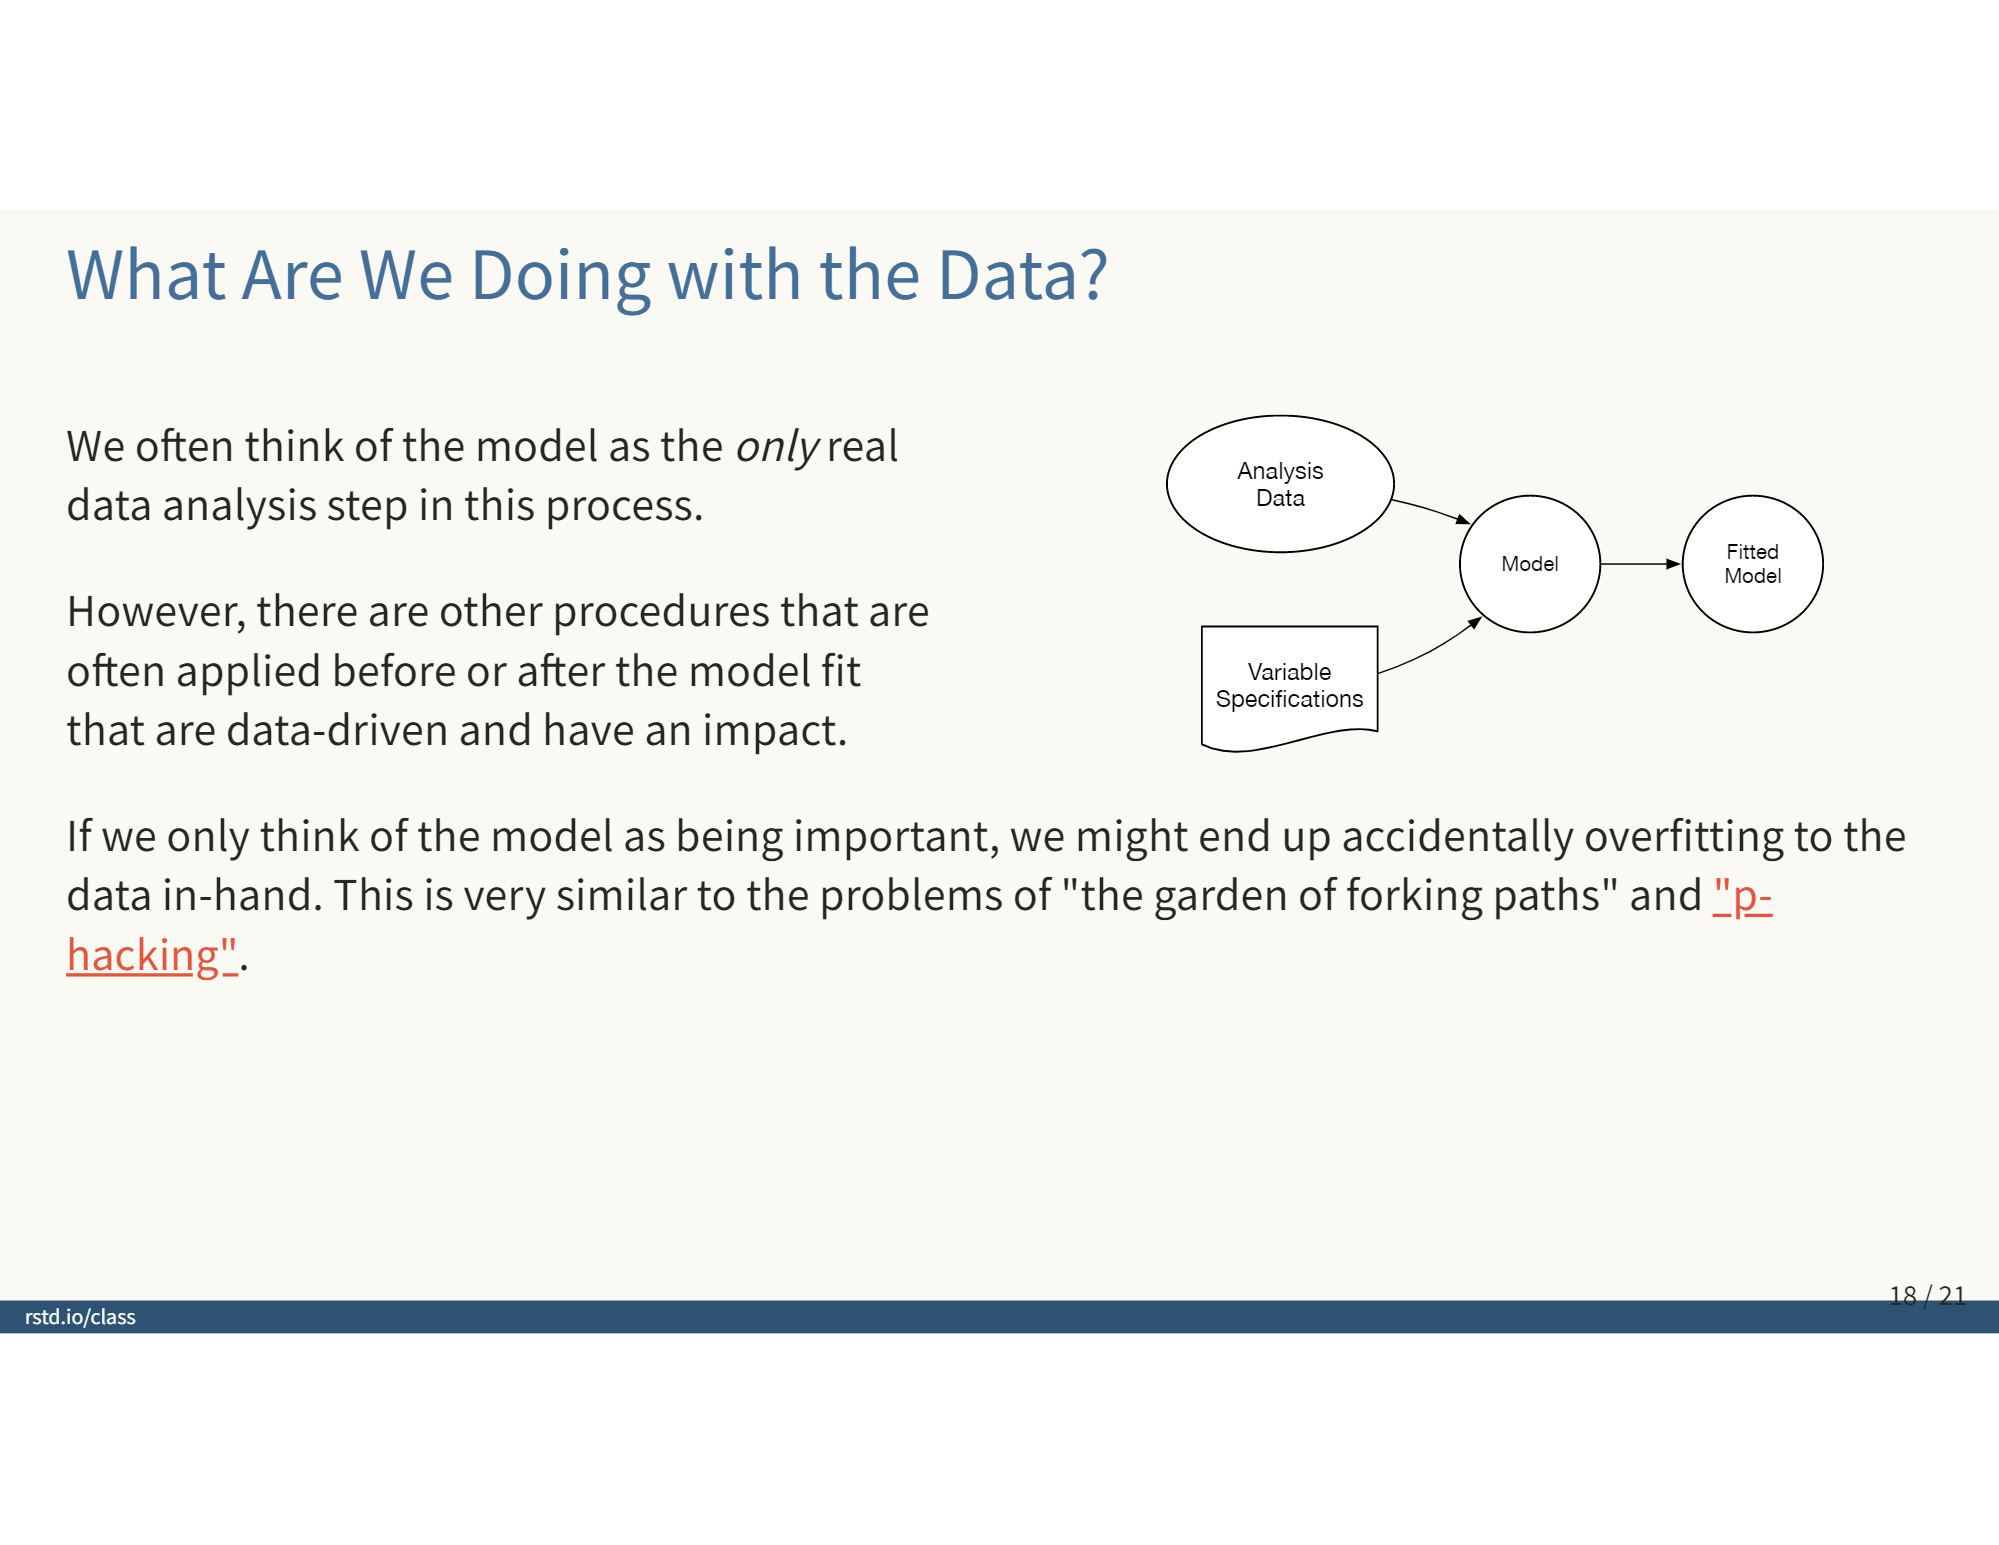 What Are We Doing with the Data?
We often think of the model as the only real
data analysis step in this process.
However, there are other procedures that are
often applied before or after the model fit
that are data-driven and have an impact.
Analysis
Data
Variable
Specifications
Model
Fitted
Model
If we only think of the model as being important, we might end up accidentally overfitting to the
data in-hand. This is very similar to the problems of "the garden of forking paths" and "p-
hacking".
18 / 21
rstd.io/class